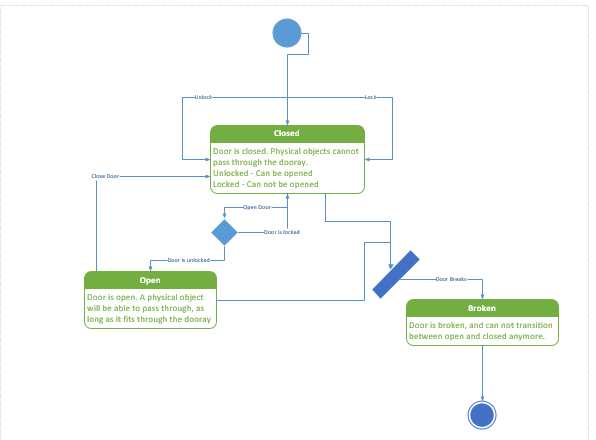 Unlock
Lock
Closed
Door is closed. Physical objects cannot
pass through the dooray.
Unlocked - Can be opened
Locked - Can not be opened
Close Door
Open Door
Door is locked
Door is unlocked
Open
Door is open. A physical object
will be able to pass through, as
long as it fits through the dooray
Door Breaks
Broken
Door is broken, and can not transition
between open and closed anymore.